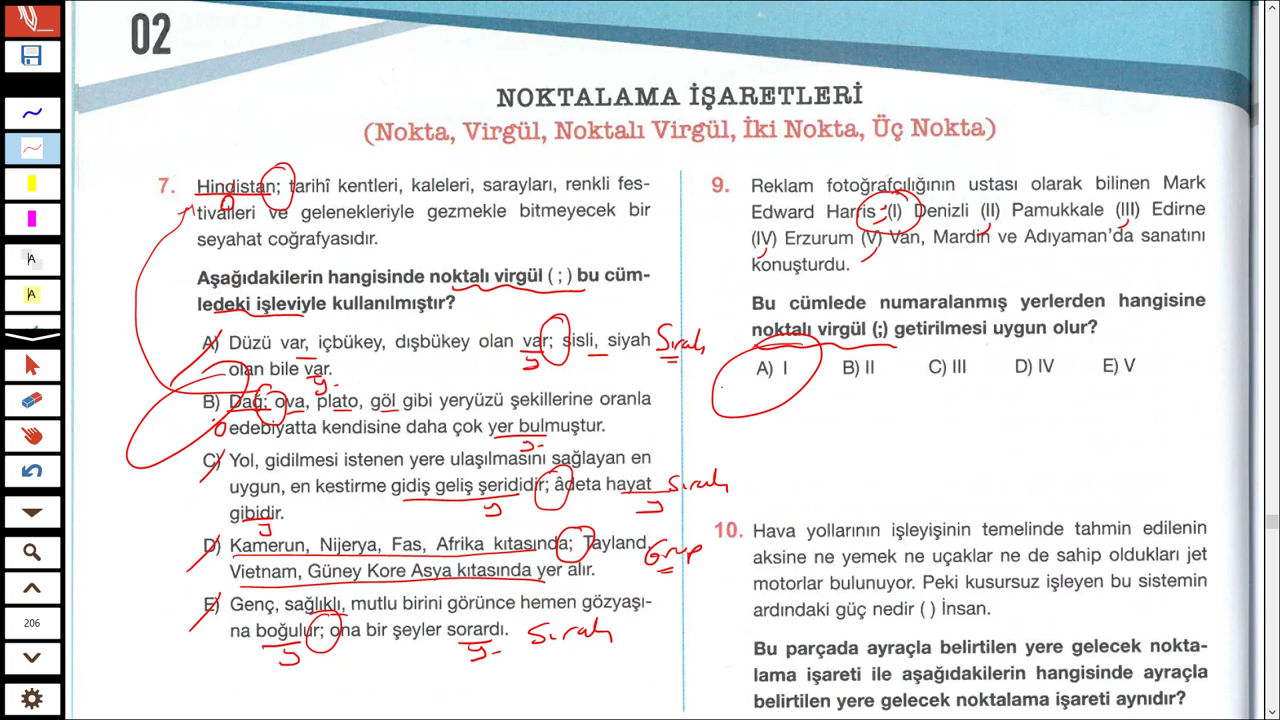 02
NOKTALAMA İŞARETLERİ
(Nokta, Virgül, Noktalı Virgül, İki Nokta, Üç Nokta)
7. Hindistan; tarihî kentleri, kaleleri, sarayları, renkli fes-
tivalleri ve gelenekleriyle gezmekle bitmeyecek bir
seyahat coğrafyasıdır.
Aşağıdakilerin hangisinde noktalı virgül ( ; ) bu cüm-
ledeki işleviyle kullanılmıştır?
A) Düzü var, içbükey, dışbükey olan var; sisli, siyah
olan bile var.
Sıralı
B) Dağ; ova, plato, göl gibi yeryüzü şekillerine oranla
edebiyatta kendisine daha çok yer bulmuştur.
C) Yol, gidilmesi istenen yere ulaşılmasını sağlayan en
uygun, en kestirme gidiş geliş şerididir; âdeta hayat
gibidir.
Sıralı
D) Kamerun, Nijerya, Fas, Afrika kıtasında; Tayland,
Vietnam, Güney Kore Asya kıtasında yer alır.
Grup
E) Genç, sağlıklı, mutlu birini görünce hemen gözyaşı-
na boğulur; ona bir şeyler sorardı.
Sıralı
9. Reklam fotoğrafçılığının ustası olarak bilinen Mark
Edward Harris ; (I) Denizli (II) Pamukkale (III) Edirne
(IV) Erzurum (V) Van, Mardin ve Adıyaman’da sanatını
konuşturdu.
Bu cümlede numaralanmış yerlerden hangisine
noktalı virgül (;) getirilmesi uygun olur?
A) I B) II C) III D) IV E) V
10. Hava yollarının işleyişinin temelinde tahmin edilenin
aksine ne yemek ne uçaklar ne de sahip oldukları jet
motorlar bulunuyor. Peki kusursuz işleyen bu sistemin
ardındaki güç nedir ( ) İnsan.
Bu parçada ayraçla belirtilen yere gelecek nokta-
lama işareti ile aşağıdakilerin hangisinde ayraçla
belirtilen yere gelecek noktalama işareti aynıdır?
A
A
206